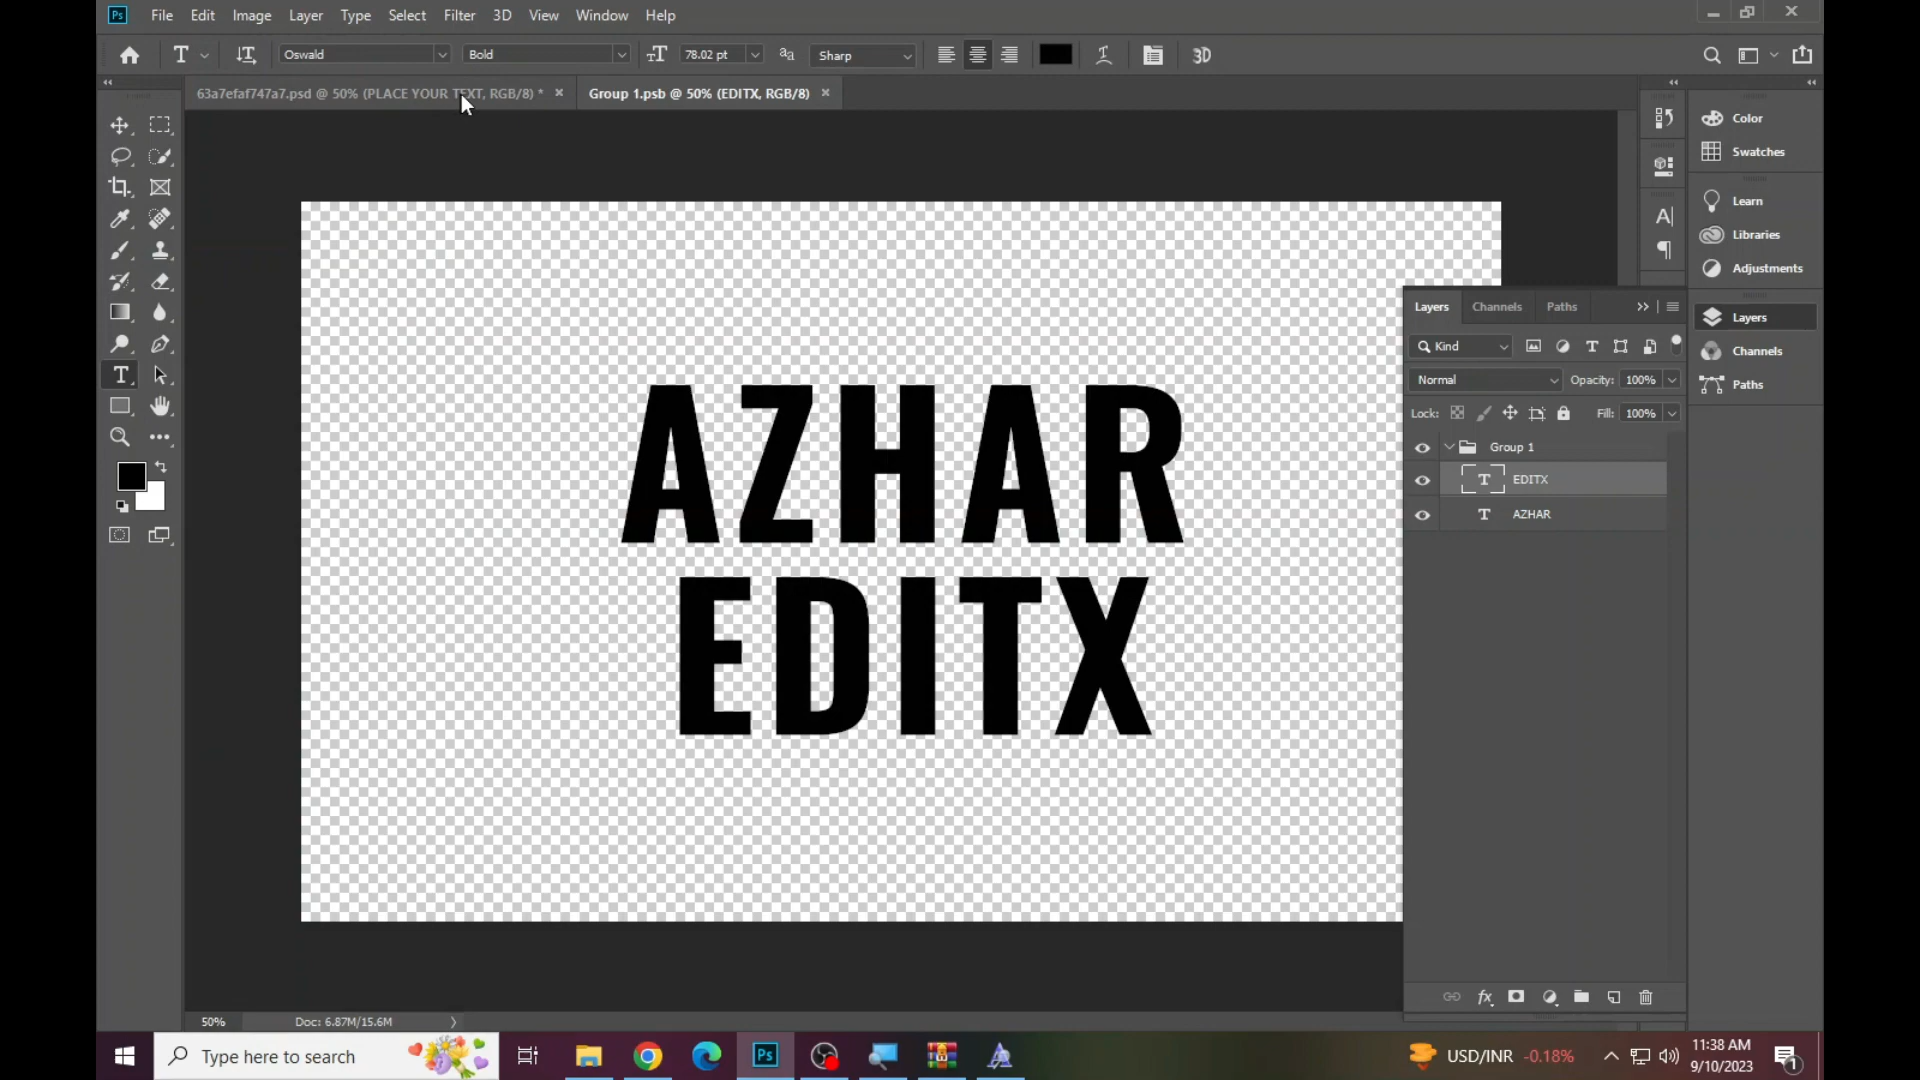 Ps File Edit Image Layer Type Select Filter 3D View Window Help
T T Oswald Bold T 78.02 pt aa Sharp 3D
63a7efaf747a7.psd @ 50% (PLACE YOUR TEXT, RGB/8) * × Group 1.psb @ 50% (EDITX, RGB/8) ×
Color
Swatches
Learn
Libraries
Adjustments
Layers
Channels
Paths
Layers Channels Paths
Kind
Normal Opacity: 100%
Lock: Fill: 100%
Group 1
T EDITX
T AZHAR
AZHAR
EDITX
50% Doc: 6.87M/15.6M
Type here to search
Ps
USD/INR -0.18%
11:38 AM
9/10/2023
1